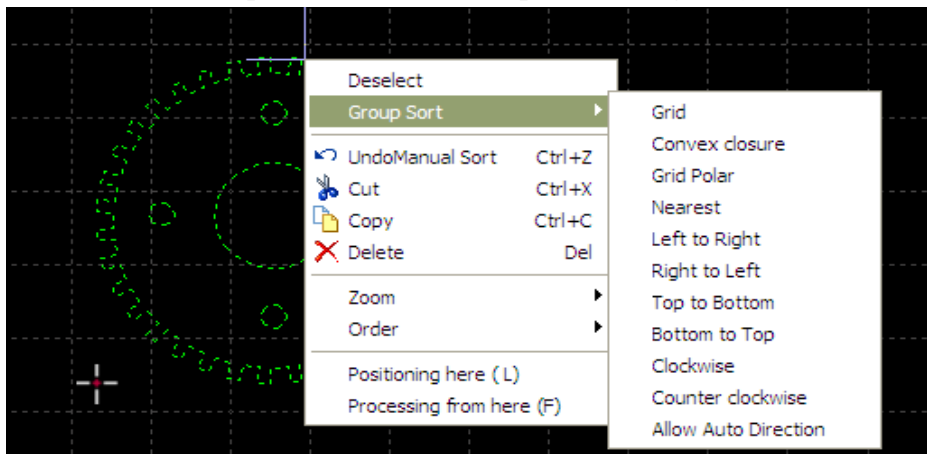 Deselect
Group Sort
UndoManual Sort Ctrl+Z
Cut Ctrl+X
Copy Ctrl+C
Delete Del
Zoom
Order
Positioning here (L)
Processing from here (F)
Grid
Convex closure
Grid Polar
Nearest
Left to Right
Right to Left
Top to Bottom
Bottom to Top
Clockwise
Counter clockwise
Allow Auto Direction